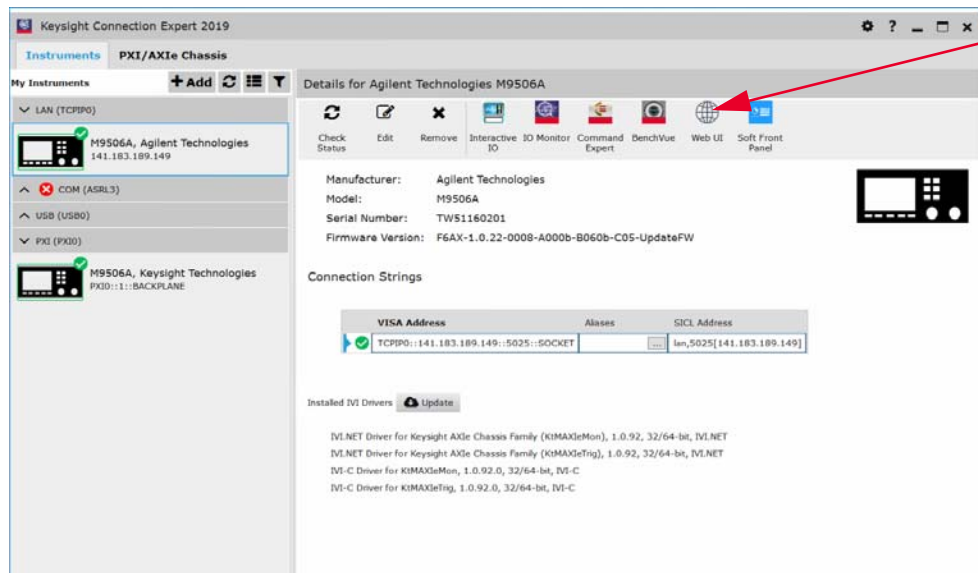 Keysight Connection Expert 2019
? 
Instruments PXI/AXIe Chassis
My Instruments
+ Add
LAN (TCPIP0)
M9506A, Agilent Technologies
141.183.189.149
COM (ASRL3)
USB (USB0)
PXI (PXI0)
M9506A, Keysight Technologies
PXI0::1::BACKPLANE
Details for Agilent Technologies M9506A
Check Status
Edit
Remove
Interactive IO
IO Monitor
Command Expert
BenchVue
Web UI
Soft Front Panel
Manufacturer: Agilent Technologies
Model: M9506A
Serial Number: TW51160201
Firmware Version: F6AX-1.0.22-0008-A000b-B060b-C05-UpdateFW
Connection Strings
VISA Address Aliases SICL Address
TCPIP0::141.183.189.149::5025::SOCKET ... lan,5025[141.183.189.149]
Installed IVI Drivers Update
IVI.NET Driver for Keysight AXIe Chassis Family (KtMAXIeMon), 1.0.92, 32/64-bit, IVI.NET
IVI.NET Driver for Keysight AXIe Chassis Family (KtMAXIeTrig), 1.0.92, 32/64-bit, IVI.NET
IVI-C Driver for KtMAXIeMon, 1.0.92.0, 32/64-bit, IVI-C
IVI-C Driver for KtMAXIeTrig, 1.0.92.0, 32/64-bit, IVI-C